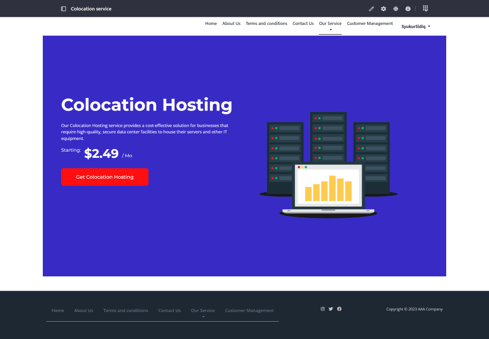 Colocation service
Home About Us Terms and conditions Contact Us Our Service Customer Management SyukurSidiq
Colocation Hosting
Our Colocation Hosting service provides a cost-effective solution for businesses that
require high-quality, secure data center facilities to house their servers and other IT
equipment.
Starting: $2.49 / Mo
Get Colocation Hosting
Home About Us Terms and conditions Contact Us Our Service Customer Management
Copyright © 2023 AAA Company